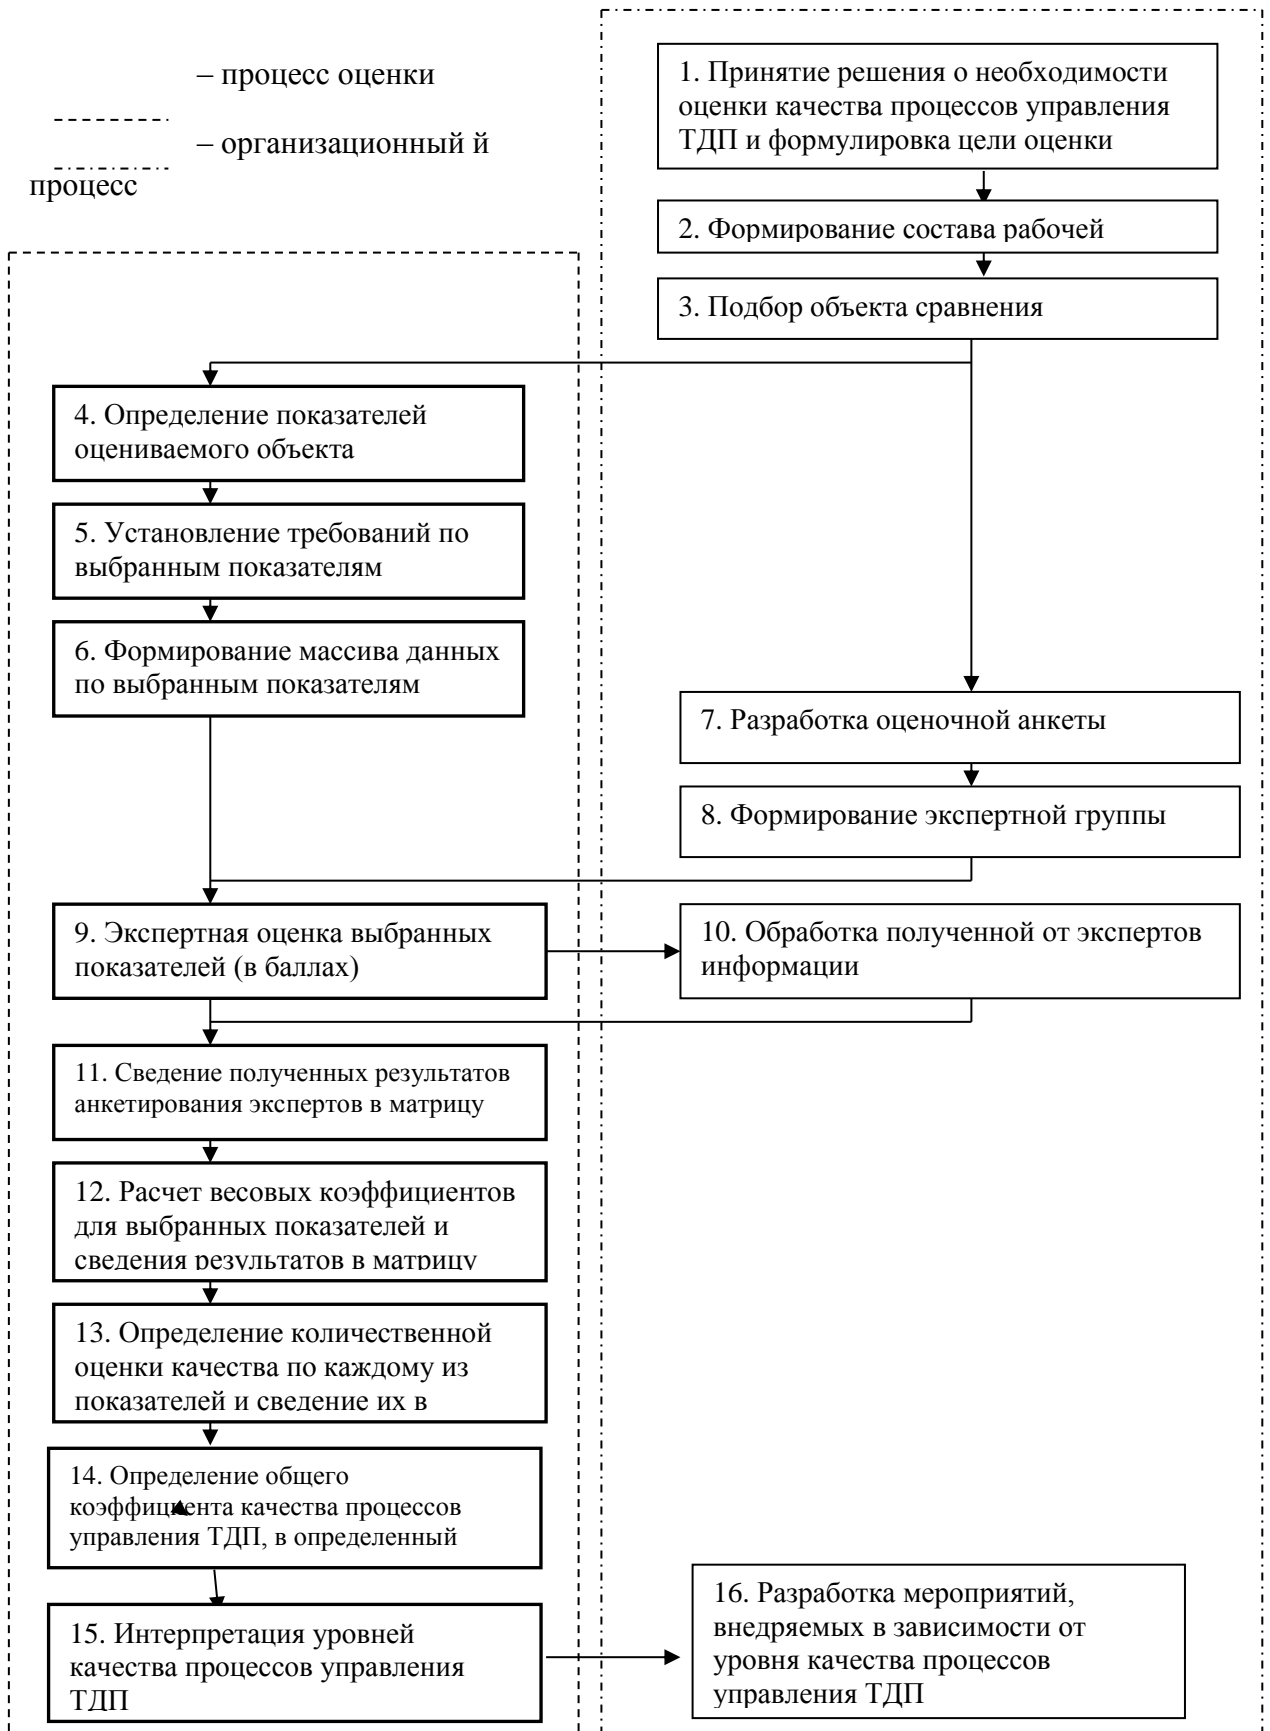 – процесс оценки
– организационный й
процесс
1. Принятие решения о необходимости
оценки качества процессов управления
ТДП и формулировка цели оценки
2. Формирование состава рабочей
3. Подбор объекта сравнения
4. Определение показателей
оцениваемого объекта
5. Установление требований по
выбранным показателям
6. Формирование массива данных
по выбранным показателям
7. Разработка оценочной анкеты
8. Формирование экспертной группы
9. Экспертная оценка выбранных
показателей (в баллах)
10. Обработка полученной от экспертов
информации
11. Сведение полученных результатов
анкетирования экспертов в матрицу
12. Расчет весовых коэффициентов
для выбранных показателей и
сведения результатов в матрицу
13. Определение количественной
оценки качества по каждому из
показателей и сведение их в
14. Определение общего
коэффициента качества процессов
управления ТДП, в определенный
15. Интерпретация уровней
качества процессов управления
ТДП
16. Разработка мероприятий,
внедряемых в зависимости от
уровня качества процессов
управления ТДП